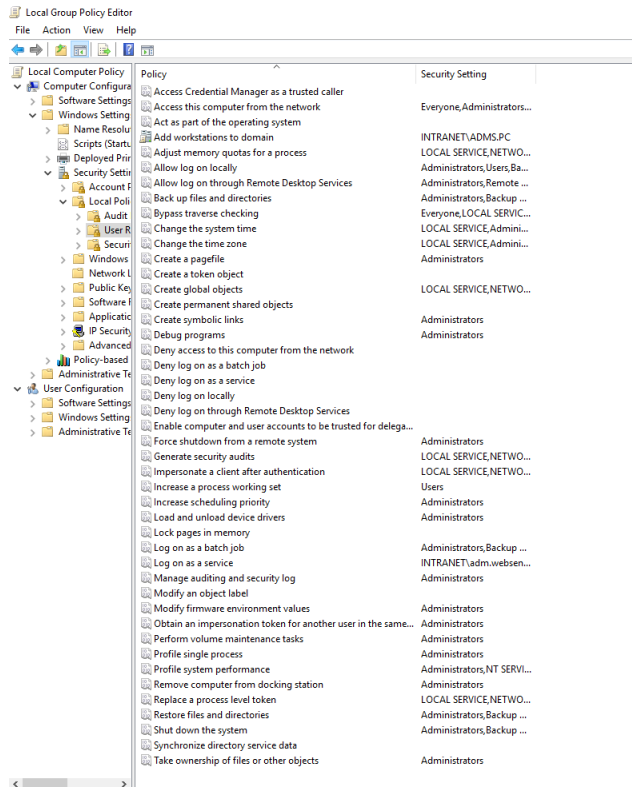 Local Group Policy Editor
File Action View Help
Local Computer Policy
Computer Configura
Software Settings
Windows Setting
Name Resolu
Scripts (Startu
Deployed Prin
Security Settin
Account P
Local Poli
Audit
User R
Securi
Windows
Network L
Public Key
Software R
Applicatic
IP Security
Advanced
Policy-based
Administrative Te
User Configuration
Software Settings
Windows Setting
Administrative Te
Policy Security Setting
Access Credential Manager as a trusted caller
Access this computer from the network Everyone,Administrators...
Act as part of the operating system
Add workstations to domain INTRANET\ADMS.PC
Adjust memory quotas for a process LOCAL SERVICE,NETWO...
Allow log on locally Administrators,Users,Ba...
Allow log on through Remote Desktop Services Administrators,Remote ...
Back up files and directories Administrators,Backup ...
Bypass traverse checking Everyone,LOCAL SERVIC...
Change the system time LOCAL SERVICE,Admini...
Change the time zone LOCAL SERVICE,Admini...
Create a pagefile Administrators
Create a token object
Create global objects LOCAL SERVICE,NETWO...
Create permanent shared objects
Create symbolic links Administrators
Debug programs Administrators
Deny access to this computer from the network
Deny log on as a batch job
Deny log on as a service
Deny log on locally
Deny log on through Remote Desktop Services
Enable computer and user accounts to be trusted for delega...
Force shutdown from a remote system Administrators
Generate security audits LOCAL SERVICE,NETWO...
Impersonate a client after authentication LOCAL SERVICE,NETWO...
Increase a process working set Users
Increase scheduling priority Administrators
Load and unload device drivers Administrators
Lock pages in memory
Log on as a batch job Administrators,Backup ...
Log on as a service INTRANET\adm.websen...
Manage auditing and security log Administrators
Modify an object label
Modify firmware environment values Administrators
Obtain an impersonation token for another user in the same... Administrators
Perform volume maintenance tasks Administrators
Profile single process Administrators
Profile system performance Administrators,NT SERVI...
Remove computer from docking station Administrators
Replace a process level token LOCAL SERVICE,NETWO...
Restore files and directories Administrators,Backup ...
Shut down the system Administrators,Backup ...
Synchronize directory service data
Take ownership of files or other objects Administrators